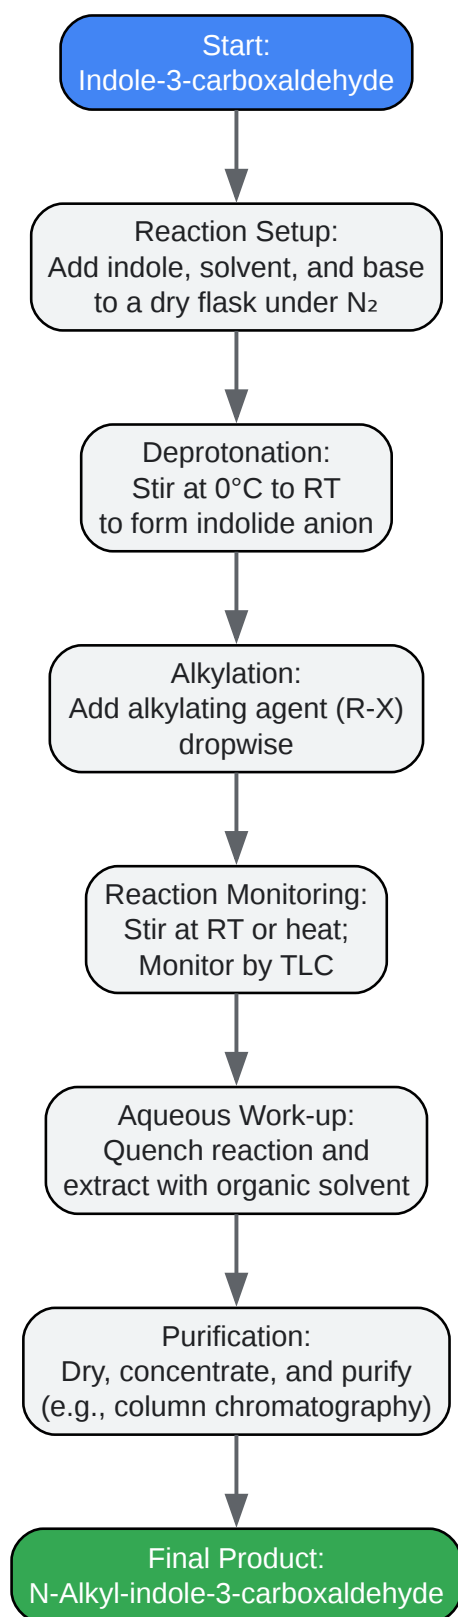 Start:
Indole-3-carboxaldehyde
Reaction Setup:
Add indole, solvent, and base
to a dry flask under N₂
Deprotonation:
Stir at 0°C to RT
to form indolide anion
Alkylation:
Add alkylating agent (R-X)
dropwise
Reaction Monitoring:
Stir at RT or heat;
Monitor by TLC
Aqueous Work-up:
Quench reaction and
extract with organic solvent
Purification:
Dry, concentrate, and purify
(e.g., column chromatography)
Final Product:
N-Alkyl-indole-3-carboxaldehyde